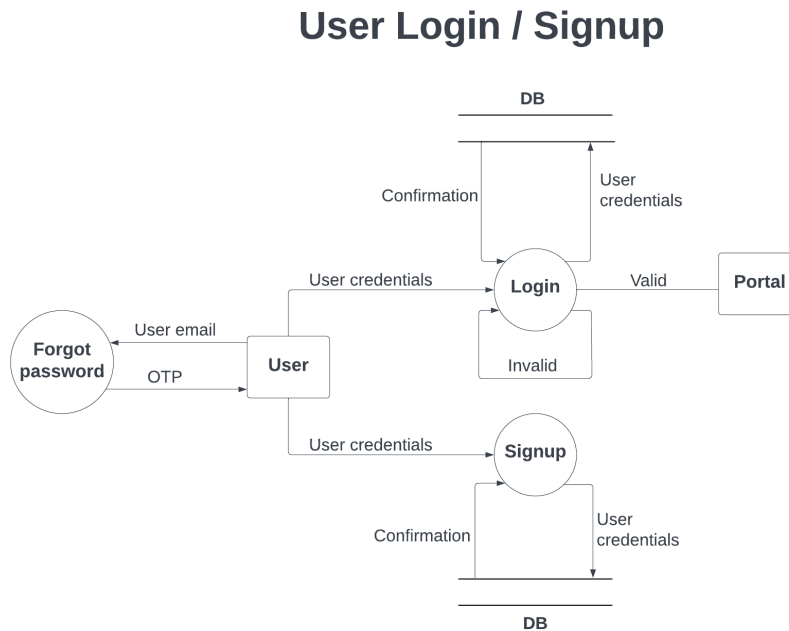 User Login / Signup
DB
Confirmation
User
credentials
User credentials
Login
Valid
Portal
User email
Forgot
password
User
OTP
Invalid
User credentials
Signup
Confirmation
User
credentials
DB